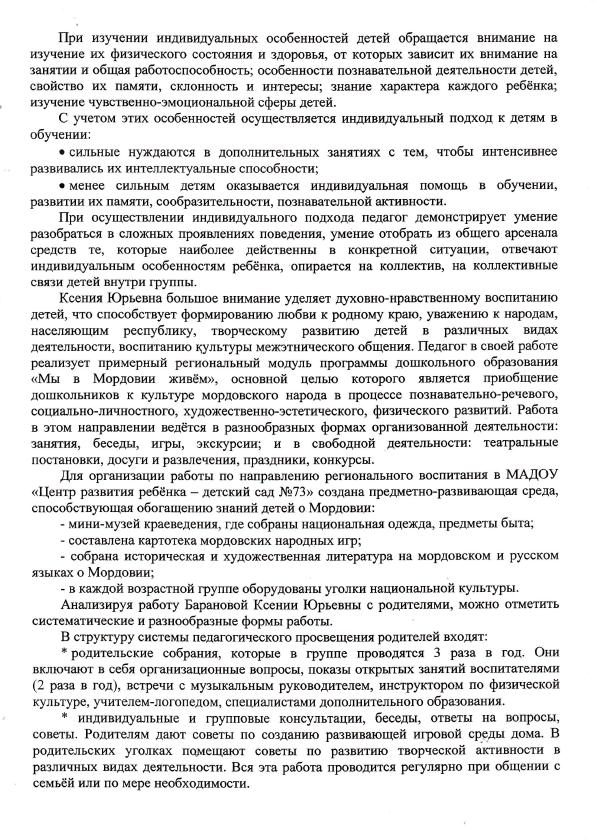 При изучении индивидуальных особенностей детей обращается внимание на
изучение их физического состояния и здоровья, от которых зависит их внимание на
занятии и общая работоспособность; особенности познавательной деятельности детей,
свойство их памяти, склонность и интересы; знание характера каждого ребёнка;
изучение чувственно-эмоциональной сферы детей.
С учетом этих особенностей осуществляется индивидуальный подход к детям в
обучении:
• сильные нуждаются в дополнительных занятиях с тем, чтобы интенсивнее
развивались их интеллектуальные способности;
• менее сильным детям оказывается индивидуальная помощь в обучении,
развитии их памяти, сообразительности, познавательной активности.
При осуществлении индивидуального подхода педагог демонстрирует умение
разобраться в сложных проявлениях поведения, умение отобрать из общего арсенала
средств те, которые наиболее действенны в конкретной ситуации, отвечают
индивидуальным особенностям ребёнка, опирается на коллектив, на коллективные
связи детей внутри группы.
Ксения Юрьевна большое внимание уделяет духовно-нравственному воспитанию
детей, что способствует формированию любви к родному краю, уважению к народам,
населяющим республику, творческому развитию детей в различных видах
деятельности, воспитанию культуры межэтнического общения. Педагог в своей работе
реализует примерный региональный модуль программы дошкольного образования
«Мы в Мордовии живём», основной целью которого является приобщение
дошкольников к культуре мордовского народа в процессе познавательно-речевого,
социально-личностного, художественно-эстетического, физического развитий. Работа
в этом направлении ведётся в разнообразных формах организованной деятельности:
занятия, беседы, игры, экскурсии; и в свободной деятельности: театральные
постановки, досуги и развлечения, праздники, конкурсы.
Для организации работы по направлению регионального воспитания в МАДОУ
«Центр развития ребёнка – детский сад №73» создана предметно-развивающая среда,
способствующая обогащению знаний детей о Мордовии:
- мини-музей краеведения, где собраны национальная одежда, предметы быта;
- составлена картотека мордовских народных игр;
- собрана историческая и художественная литература на мордовском и русском
языках о Мордовии;
- в каждой возрастной группе оборудованы уголки национальной культуры.
Анализируя работу Барановой Ксении Юрьевны с родителями, можно отметить
систематические и разнообразные формы работы.
В структуру системы педагогического просвещения родителей входят:
* родительские собрания, которые в группе проводятся 3 раза в год. Они
включают в себя организационные вопросы, показы открытых занятий воспитателями
(2 раза в год), встречи с музыкальным руководителем, инструктором по физической
культуре, учителем-логопедом, специалистами дополнительного образования.
* индивидуальные и групповые консультации, беседы, ответы на вопросы,
советы. Родителям дают советы по созданию развивающей игровой среды дома. В
родительских уголках помещают советы по развитию творческой активности в
различных видах деятельности. Вся эта работа проводится регулярно при общении с
семьёй или по мере необходимости.